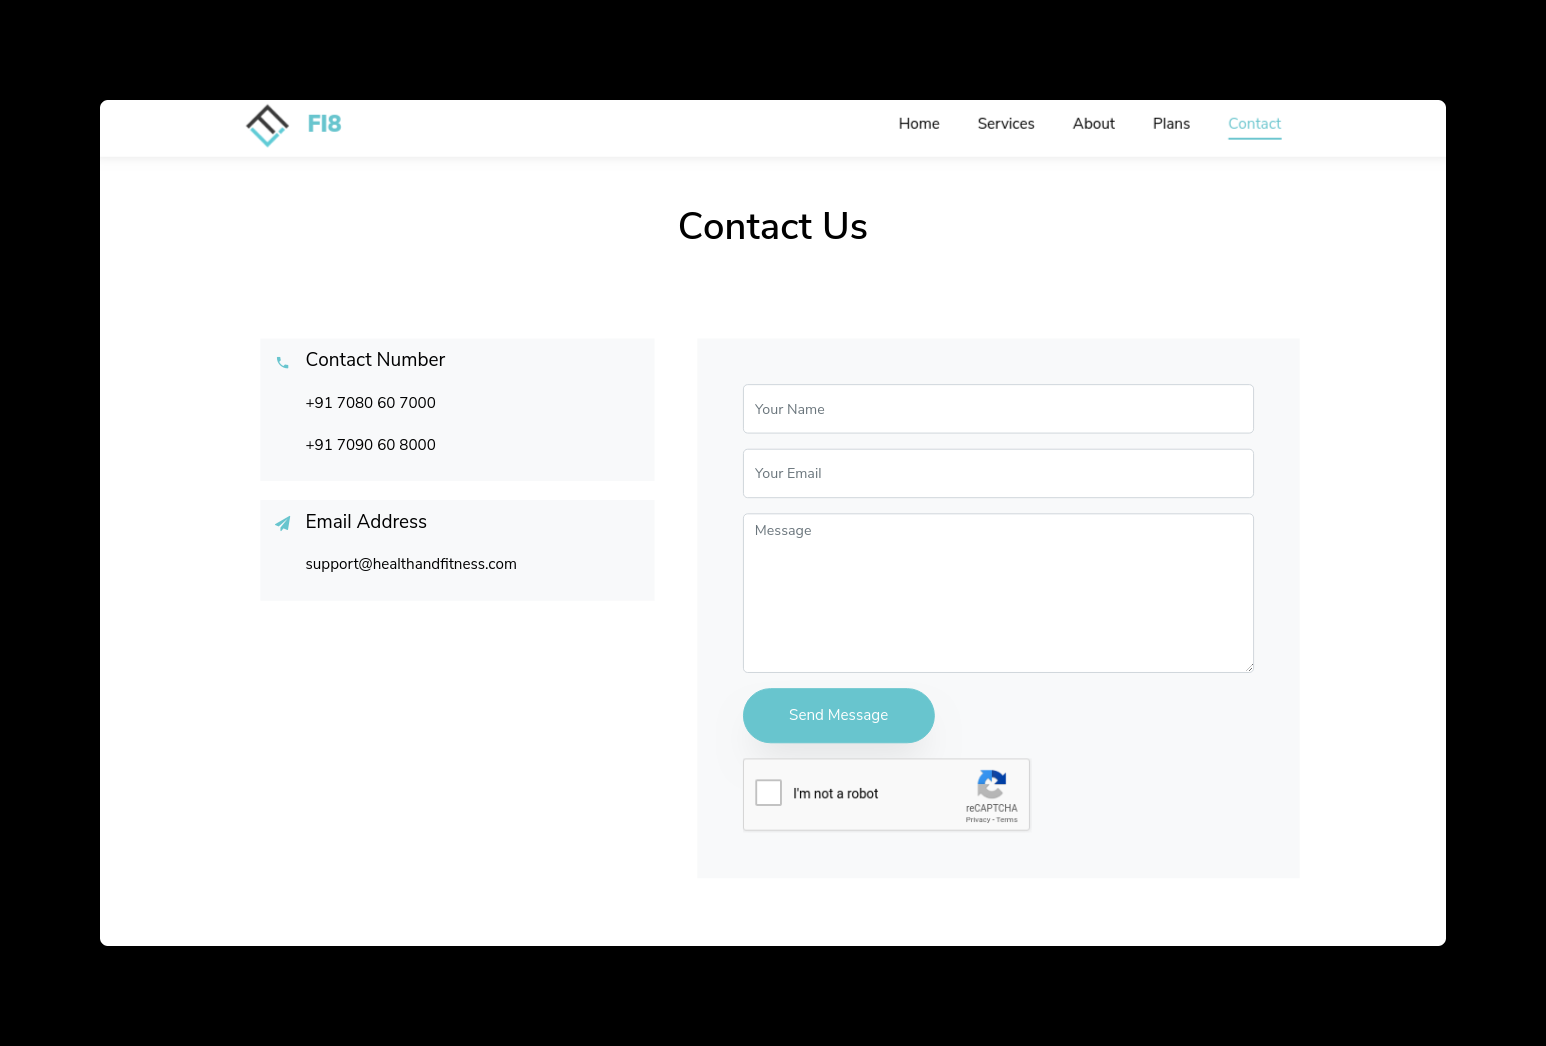 FI8
Home Services About Plans Contact
Contact Us
Contact Number
+91 7080 60 7000
+91 7090 60 8000
Email Address
support@healthandfitness.com
Your Name
Your Email
Message
Send Message
I'm not a robot
reCAPTCHA
Privacy - Terms